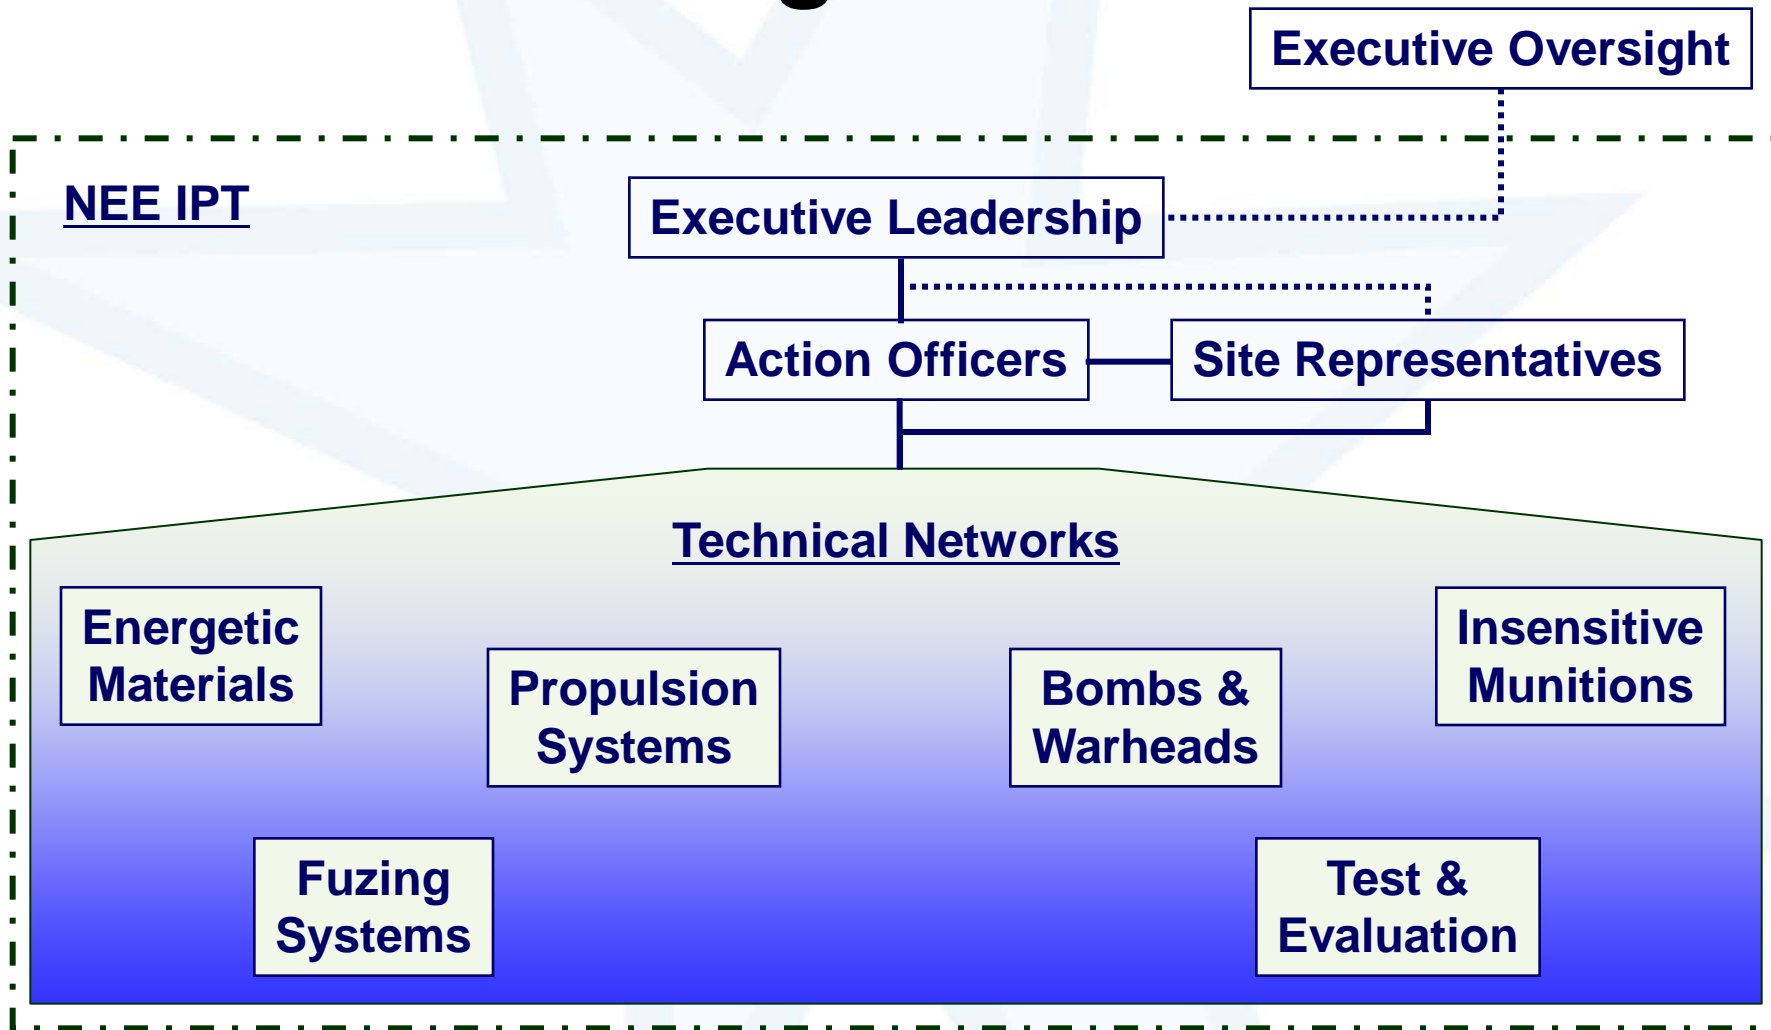 Executive Oversight
NEE IPT
Executive Leadership
Action Officers
Site Representatives
Technical Networks
Energetic
Materials
Propulsion
Systems
Bombs &
Warheads
Insensitive
Munitions
Fuzing
Systems
Test &
Evaluation